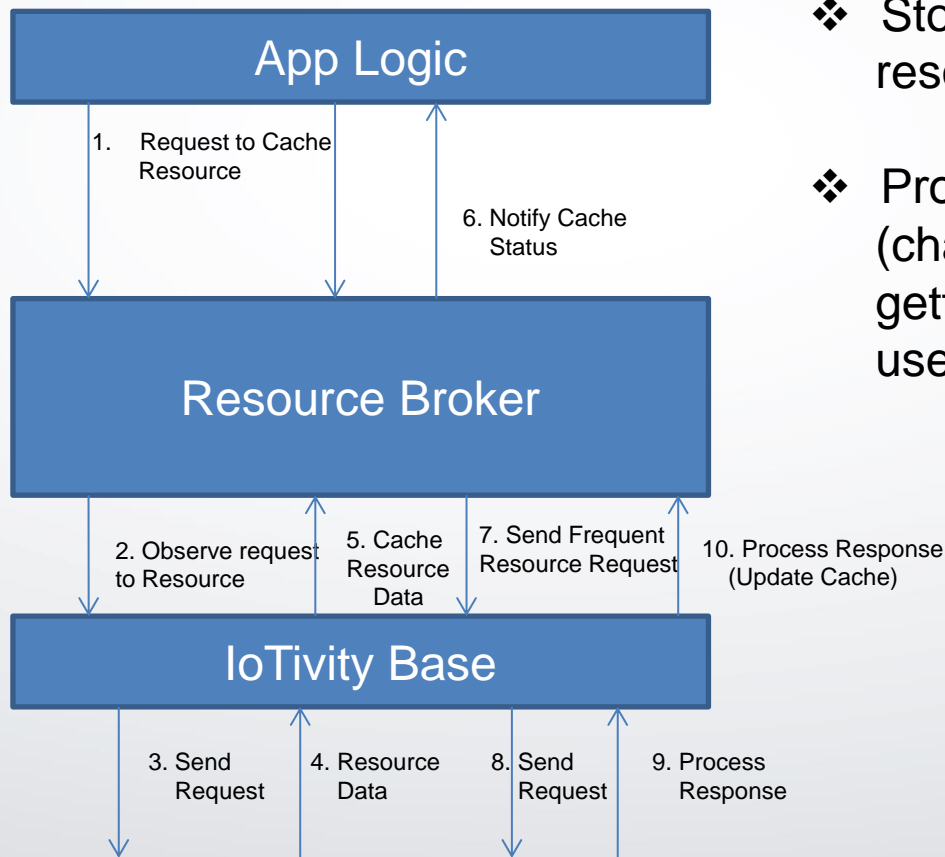 App Logic
1. Request to Cache
Resource
6. Notify Cache
Status
Resource Broker
2. Observe request
to Resource
5. Cache
Resource
Data
7. Send Frequent
Resource Request
10. Process Response
(Update Cache)
IoTivity Base
3. Send
Request
4. Resource
Data
8. Send
Request
9. Process
Response
❖
❖
(cha